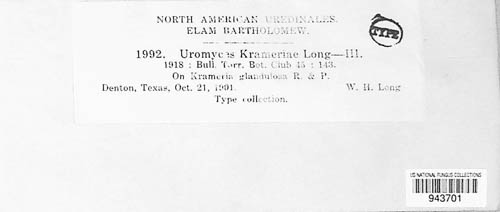 NORTH AMERICAN UREDINALES.
ELAM BARTHOLOMEW.
TYPE
1992. Uromyces Krameriae Long—III.
1918 : Bull. Torr. Bot. Club 45 : 143.
On Krameria glandulosa R. & P.
Denton, Texas, Oct. 21, 1901. W. H. Long
Type collection.
US NATIONAL FUNGUS COLLECTIONS
943701